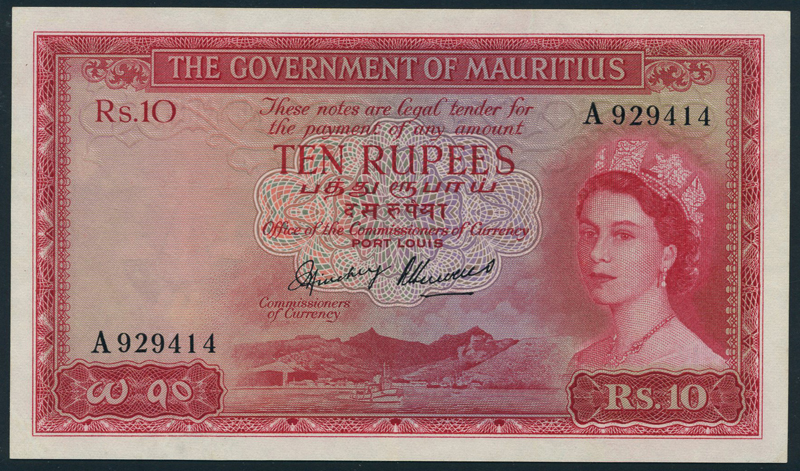 THE GOVERNMENT OF MAURITIUS
Rs.10
These notes are legal tender for
the payment of any amount
A 929414
TEN RUPEES
பத்து ரூபாய்
दस रुपैया
Office of the Commissioners of Currency
PORT LOUIS
Commissioners
of Currency
A 929414
௰ १०
Rs.10